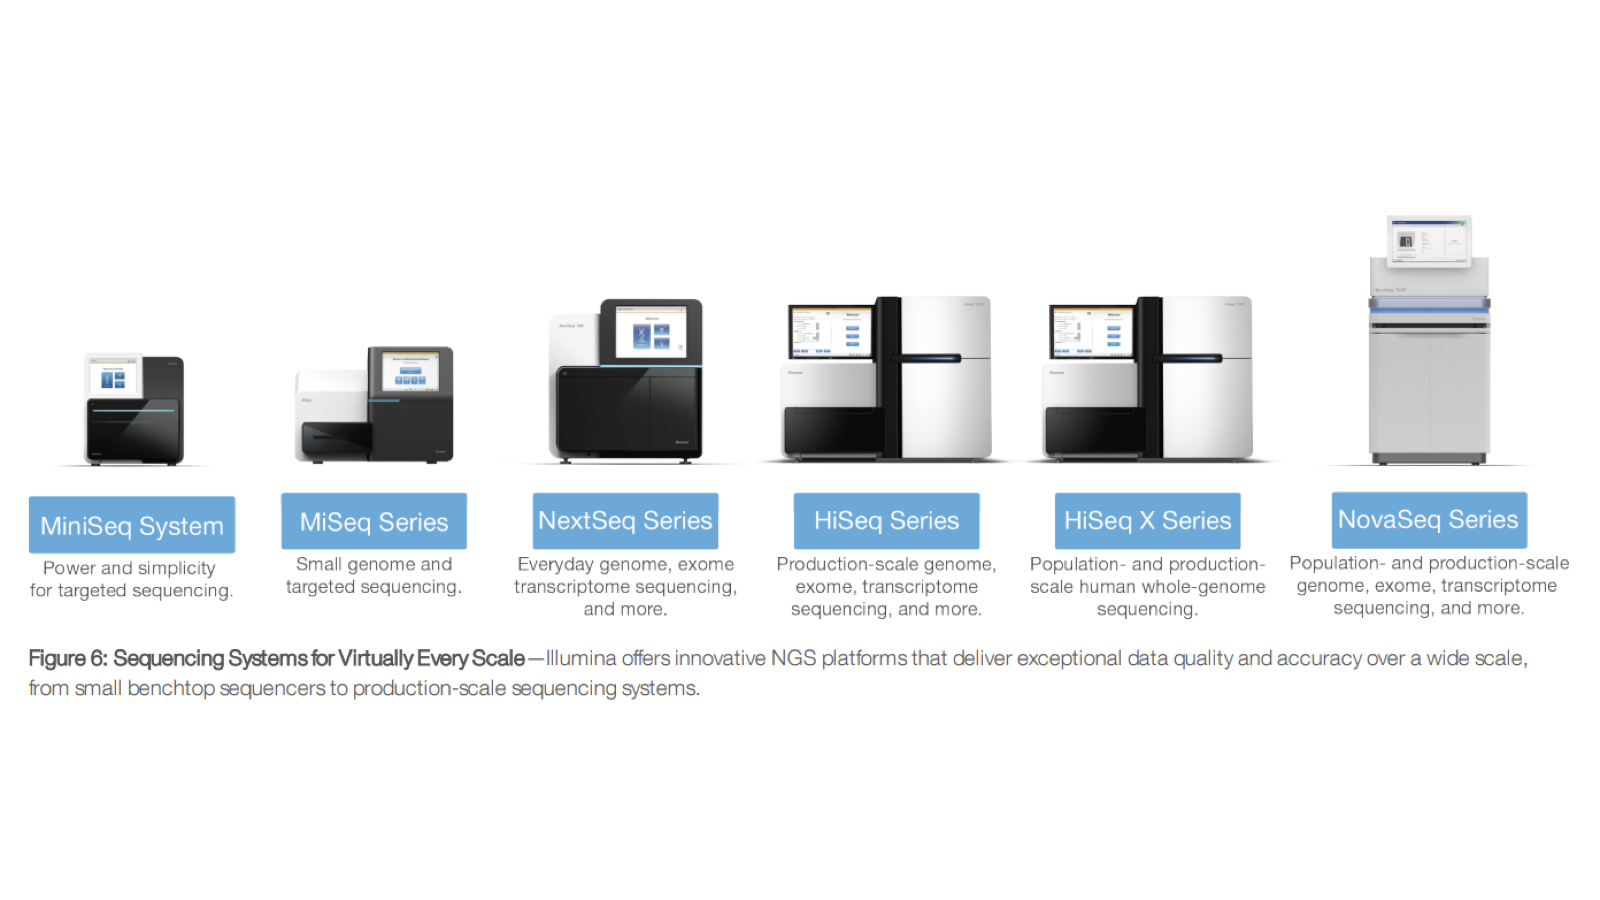 MiniSeq System
Power and simplicity
for targeted sequencing.
MiSeq Series
Small genome and
targeted sequencing.
NextSeq Series
Everyday genome, exome
transcriptome sequencing,
and more.
HiSeq Series
Production-scale genome,
exome, transcriptome
sequencing, and more.
HiSeq X Series
Population- and production-
scale human whole-genome
sequencing.
NovaSeq Series
Population- and production-scale
genome, exome, transcriptome
sequencing, and more.
Figure 6: Sequencing Systems for Virtually Every Scale—Illumina offers innovative NGS platforms that deliver exceptional data quality and accuracy over a wide scale,
from small benchtop sequencers to production-scale sequencing systems.